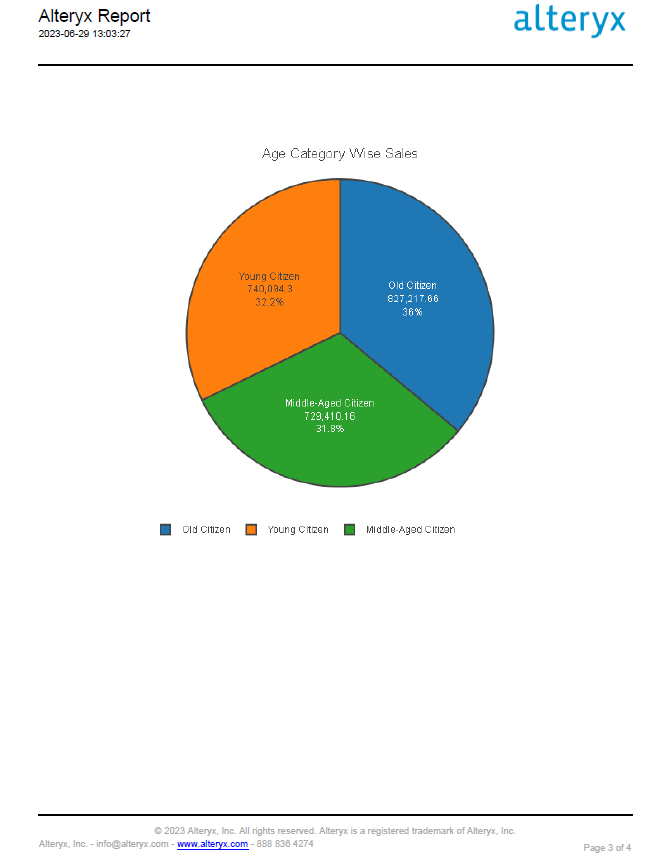 Alteryx Report
alteryx
2023-06-29 13:03:27
Age Category Wise Sales
Young Citizen
740,094.3
32.2%
Old Citizen
827,217.66
36%
Middle-Aged Citizen
729,410.16
31.8%
Old Citizen Young Citizen Middle-Aged Citizen
© 2023 Alteryx, Inc. All rights reserved. Alteryx is a registered trademark of Alteryx, Inc.
Alteryx, Inc. - info@alteryx.com - www.alteryx.com - 888 836 4274
Page 3 of 4